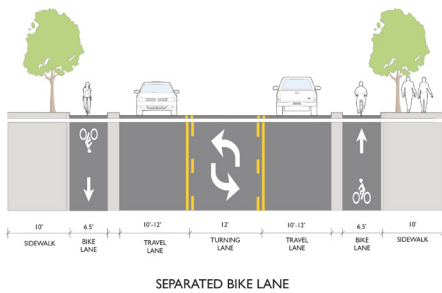 10' 6.5' 10'-12' 12' 10'-12' 6.5' 10'
SIDEWALK BIKE LANE TRAVEL LANE TURNING LANE TRAVEL LANE BIKE LANE SIDEWALK
SEPARATED BIKE LANE